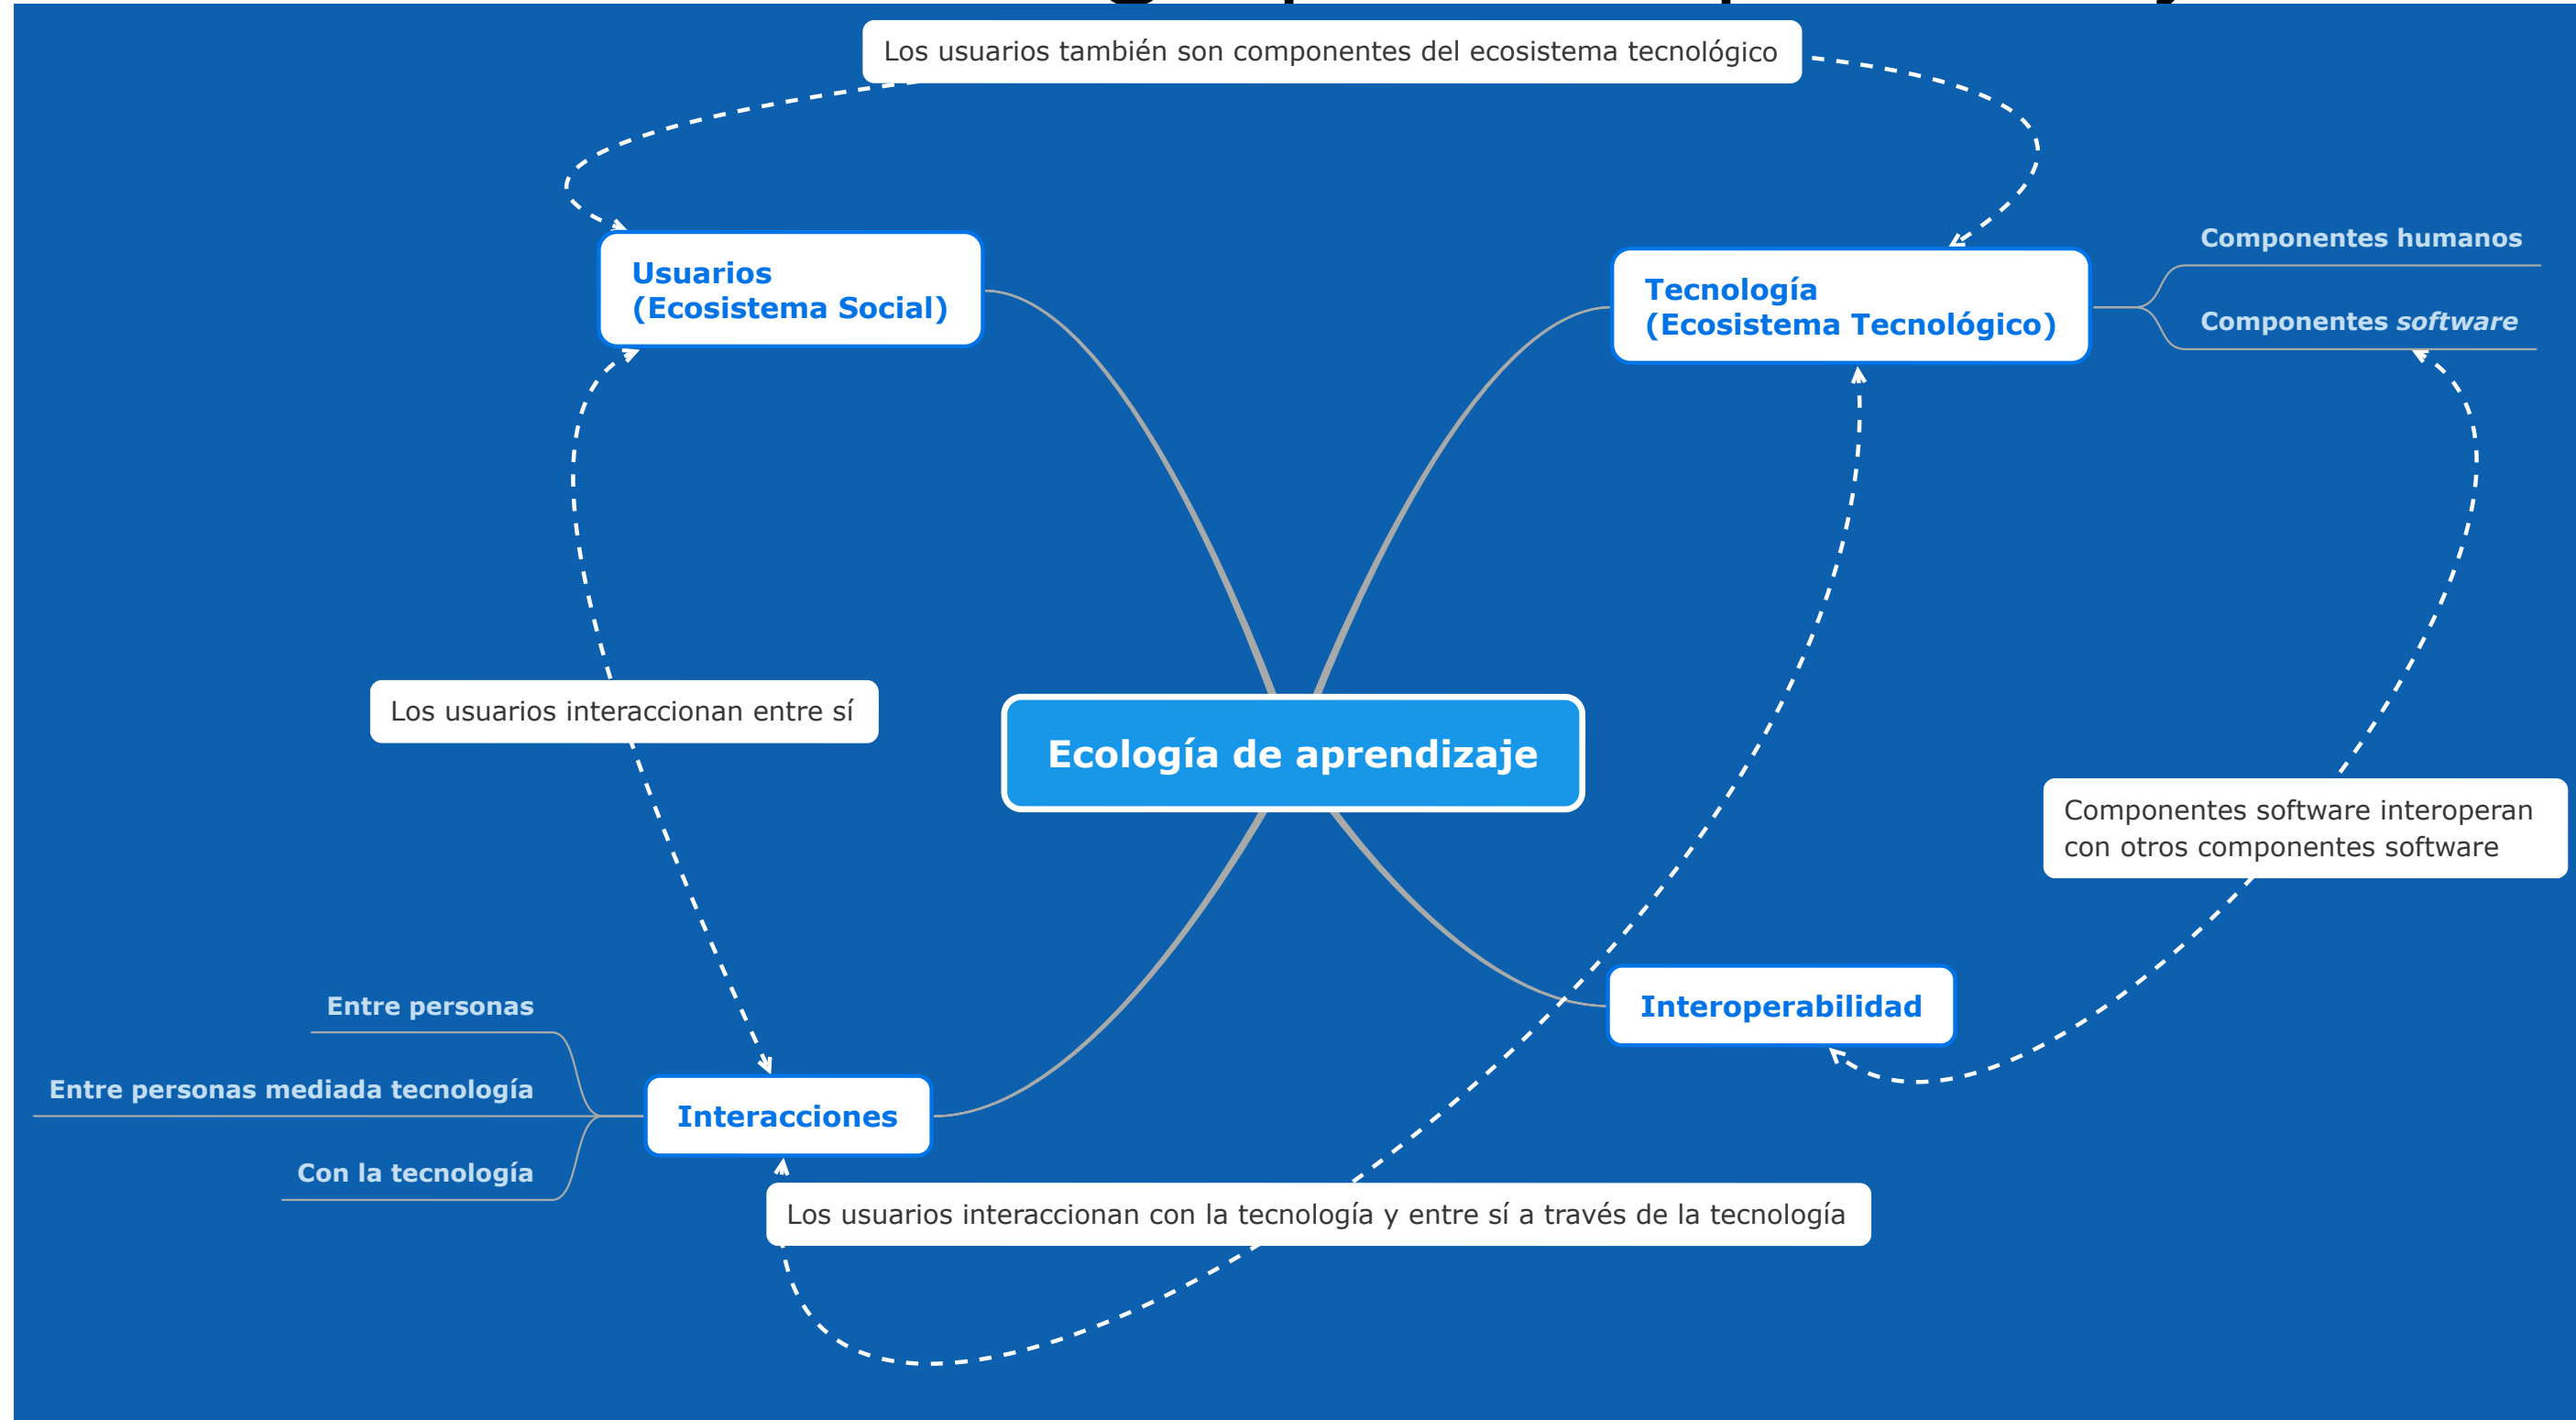 Los usuarios también son componentes del ecosistema tecnológico
Usuarios
(Ecosistema Social)
Tecnología
(Ecosistema Tecnológico)
Componentes humanos
Componentes software
Los usuarios interaccionan entre sí
Ecología de aprendizaje
Componentes software interoperan
con otros componentes software
Interoperabilidad
Entre personas
Entre personas mediada tecnología
Con la tecnología
Interacciones
Los usuarios interaccionan con la tecnología y entre sí a través de la tecnología